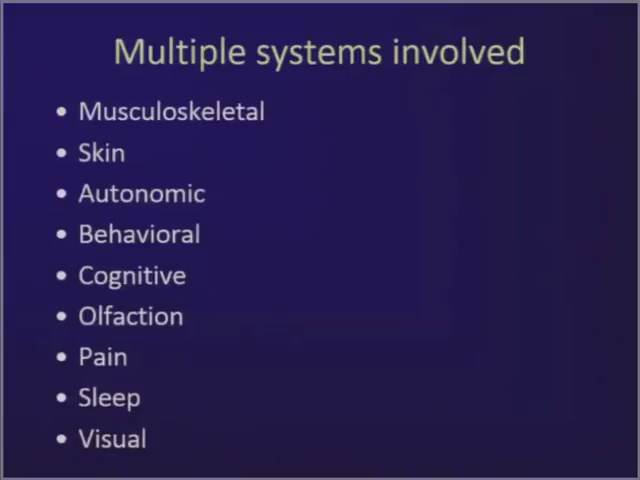 Multiple systems involved
• Musculoskeletal
• Skin
• Autonomic
• Behavioral
• Cognitive
• Olfaction
• Pain
• Sleep
• Visual